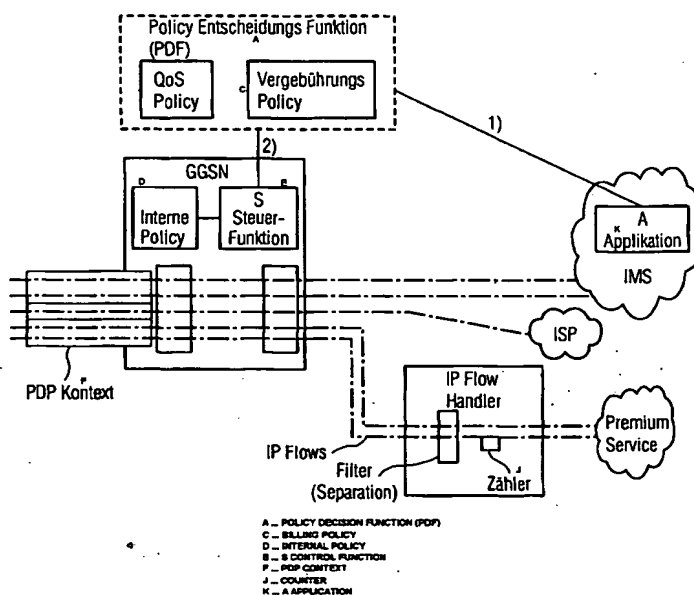 Policy Entscheidungs Funktion
(PDF)
A
QoS
Policy
C
Vergebührungs
Policy
1)
2)
GGSN
D
Interne
Policy
S
Steuer-
Funktion
A
K
Applikation
IMS
ISP
PDP Kontext
F
IP Flow
Handler
IP Flows
Filter
(Separation)
J
Zähler
Premium
Service
A ... POLICY DECISION FUNCTION (PDF)
C ... BILLING POLICY
D ... INTERNAL POLICY
S CONTROL FUNCTION
F ... PDP CONTEXT
J ... COUNTER
K ... A APPLICATION